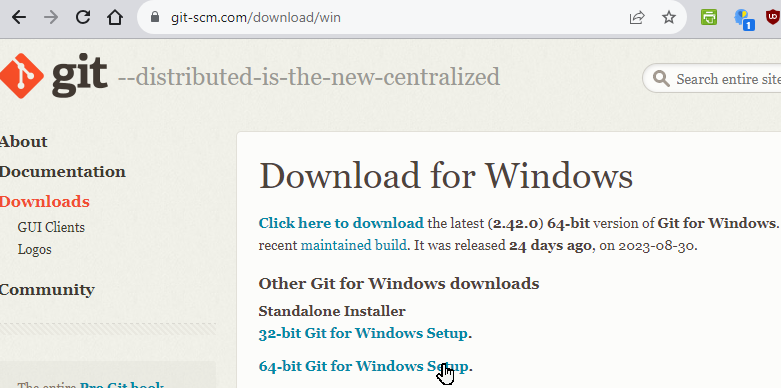 git-scm.com/download/win
1
git --distributed-is-the-new-centralized
Search entire site
About
Documentation
Downloads
GUI Clients
Logos
Community
The entire Pro Git book
Download for Windows
Click here to download the latest (2.42.0) 64-bit version of Git for Windows.
recent maintained build. It was released 24 days ago, on 2023-08-30.
Other Git for Windows downloads
Standalone Installer
32-bit Git for Windows Setup.
64-bit Git for Windows Setup.